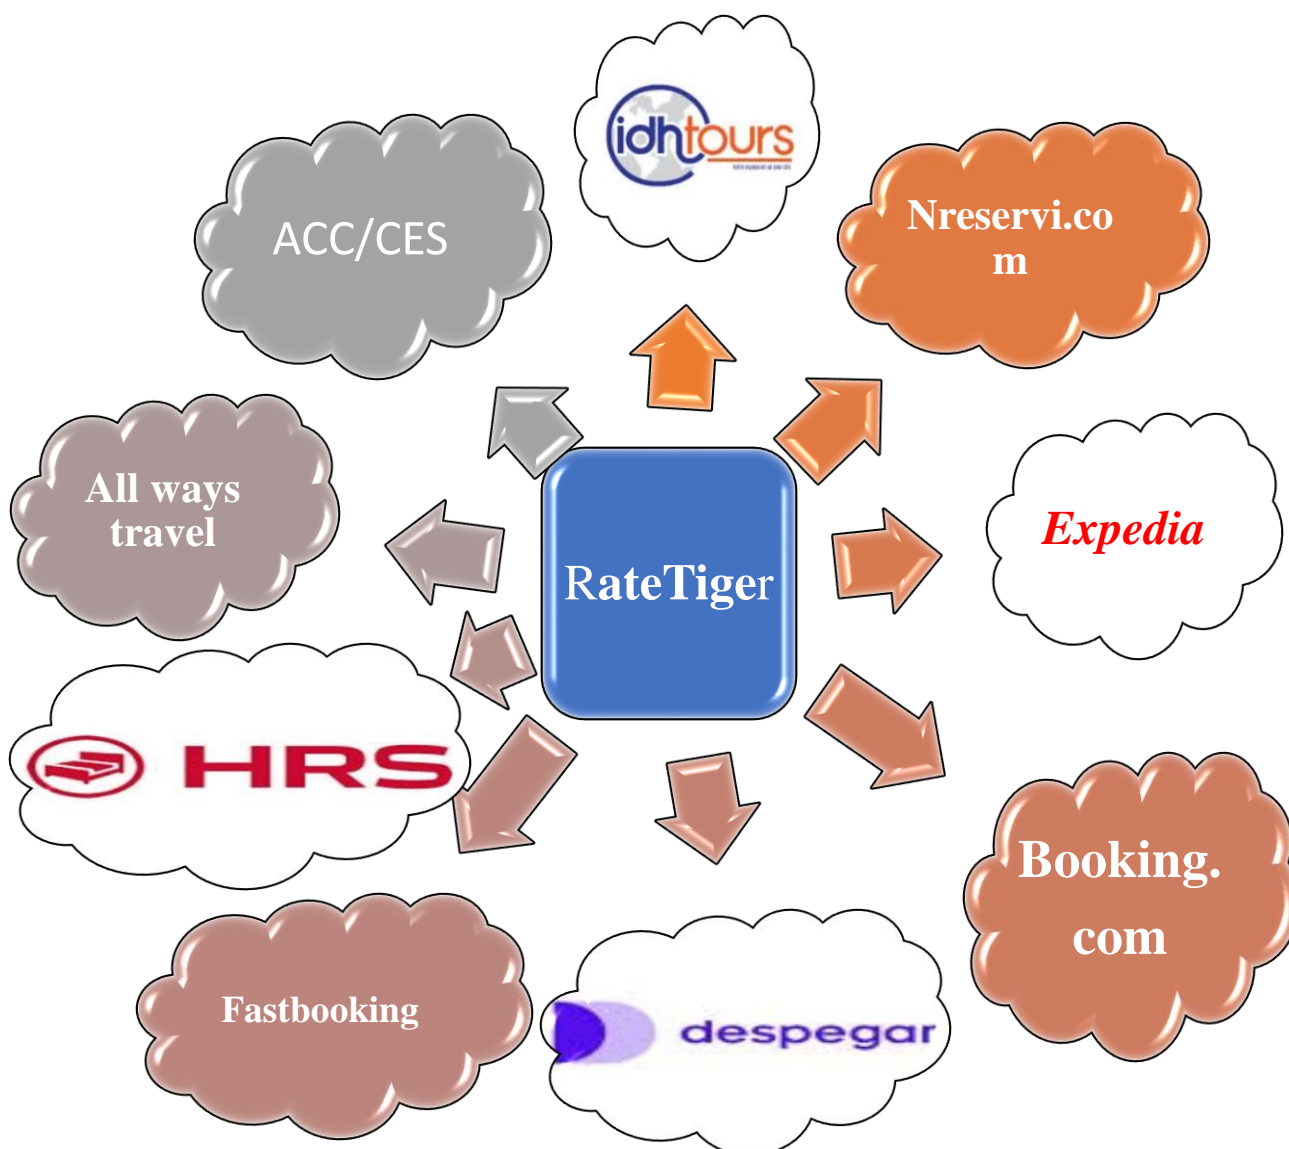 idhtours
ACC/CES
Nreservi.co
m
All ways
travel
Expedia
RateTiger
HRS
Booking.
com
Fastbooking
despegar